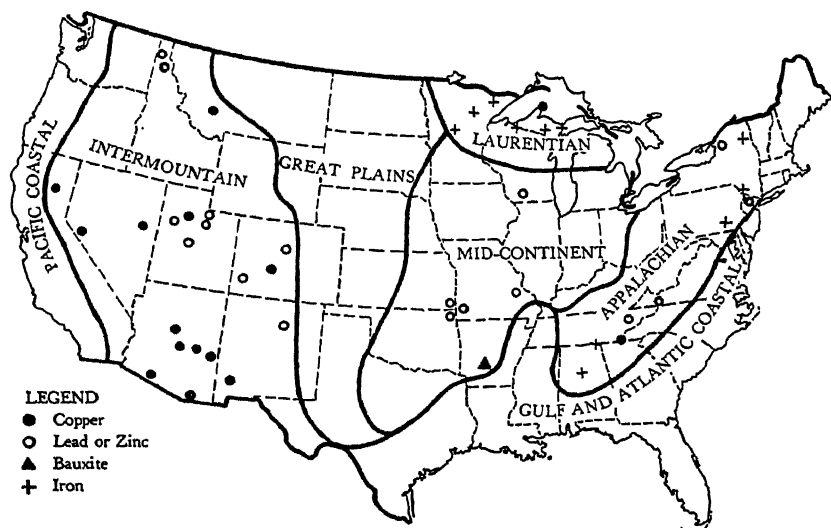 LAURENTIAN
INTERMOUNTAIN
GREAT PLAINS
PACIFIC COASTAL
MID-CONTINENT
APPALACHIAN
GULF AND ATLANTIC COASTAL
LEGEND
Copper
Lead or Zinc
Bauxite
Iron